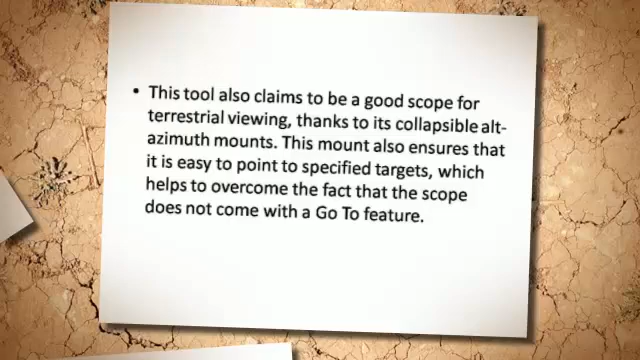 • This tool also claims to be a good scope for
terrestrial viewing, thanks to its collapsible alt-
azimuth mounts. This mount also ensures that
it is easy to point to specified targets, which
helps to overcome the fact that the scope
does not come with a Go To feature.